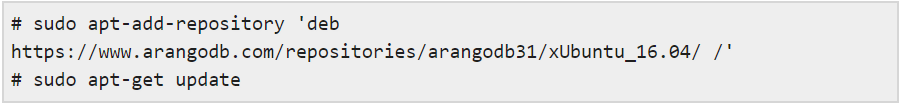 # sudo apt-add-repository 'deb
https://www.arangodb.com/repositories/arangodb31/xUbuntu_16.04/ /'
# sudo apt-get update